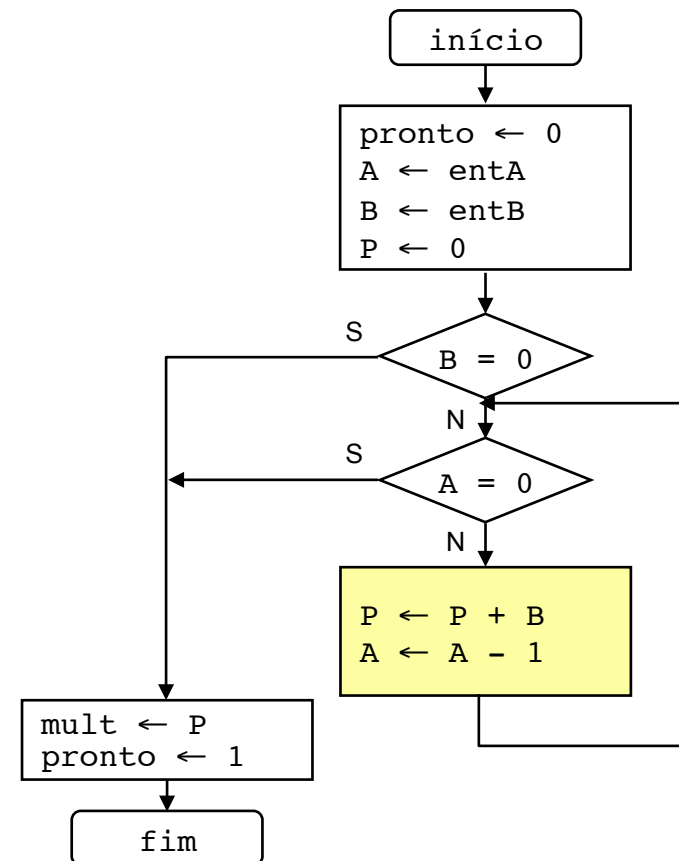 início
pronto ← 0
A ← entA
B ← entB
P ← 0
S
B = 0
N
S
A = 0
N
P ← P + B
A ← A - 1
mult ← P
pronto ← 1
fim